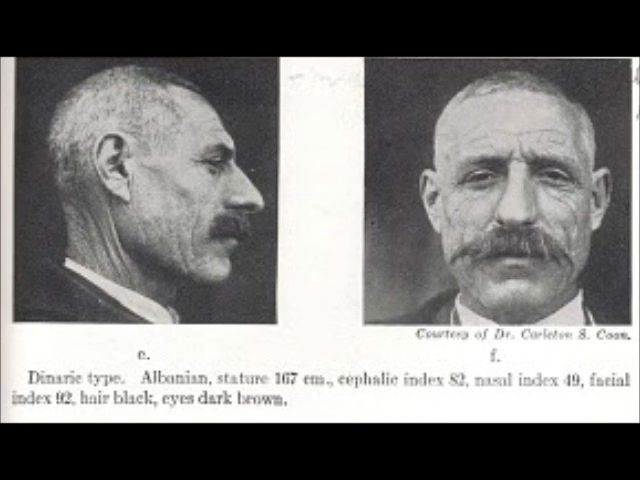 Courtesy of Dr. Carleton S. Coon.
e.
f.
Dinaric type. Albanian, stature 167 cm., cephalic index 82, nasal index 49, facial
index 92, hair black, eyes dark brown.